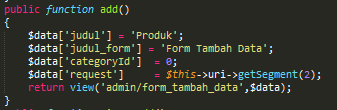 public function add()
{
    $data['judul'] = 'Produk';
    $data['judul_form'] = 'Form Tambah Data';
    $data['categoryId']  = 0;
    $data['request']     = $this->uri->getSegment(2);
    return view('admin/form_tambah_data',$data);
}